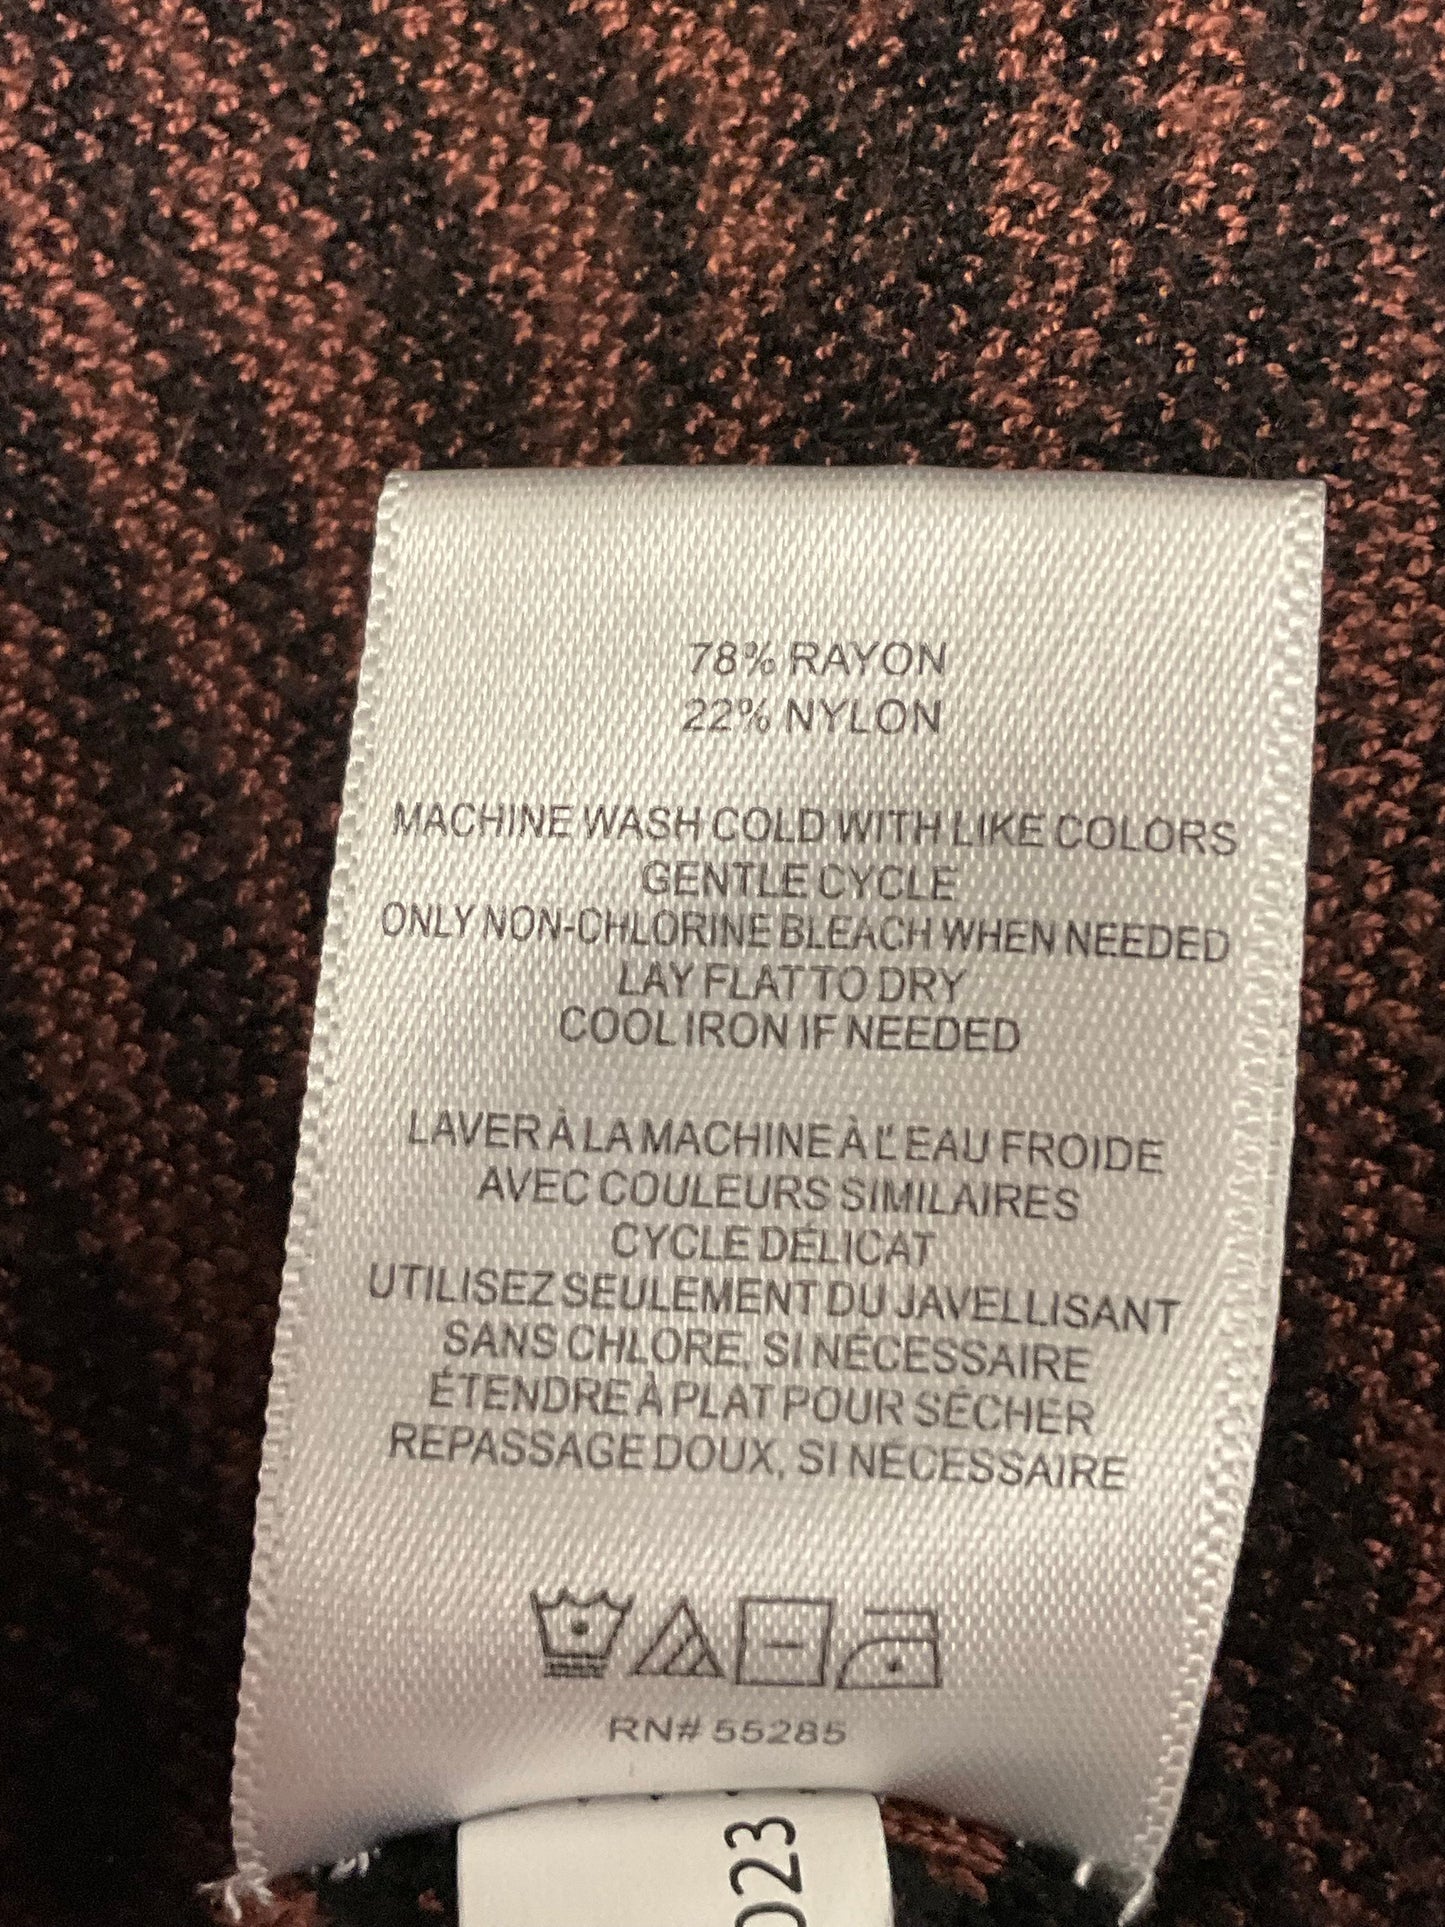 78% RAYON
22% NYLON
MACHINE WASH COLD WITH LIKE COLORS
GENTLE CYCLE
ONLY NON-CHLORINE BLEACH WHEN NEEDED
LAY FLAT TO DRY
COOL IRON IF NEEDED
LAVER À LA MACHINE À L'EAU FROIDE
AVEC COULEURS SIMILAIRES
CYCLE DÉLICAT
UTILISEZ SEULEMENT DU JAVELLISANT
SANS CHLORE, SI NÉCESSAIRE
ÉTENDRE À PLAT POUR SÉCHER
REPASSAGE DOUX, SI NÉCESSAIRE
RN# 55285
023